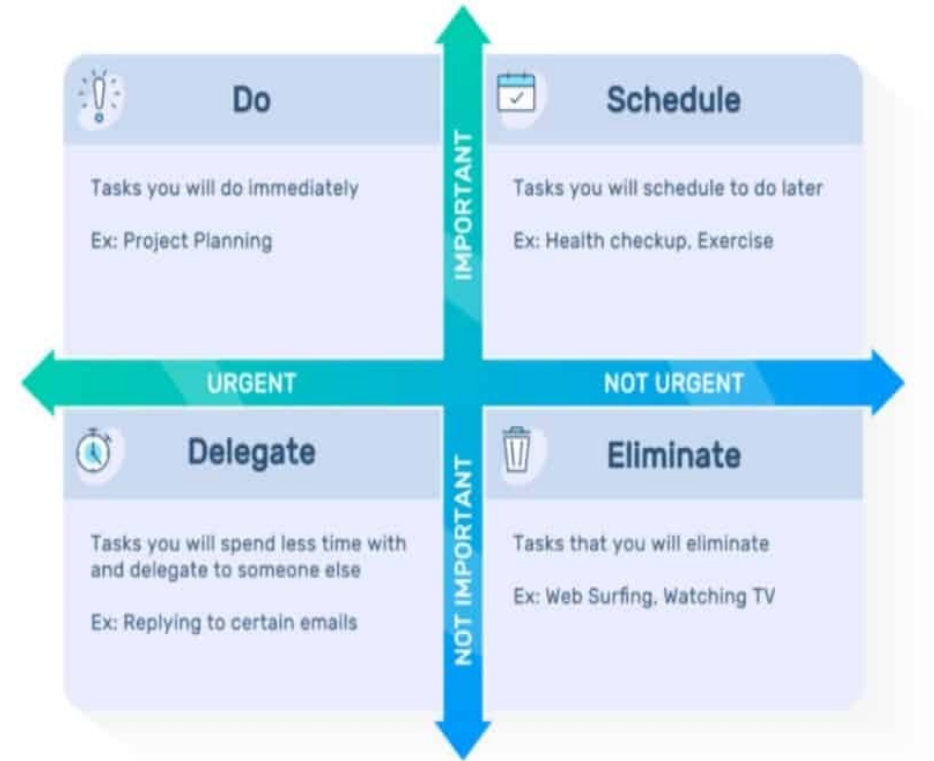 Do
Tasks you will do immediately
Ex: Project Planning
IMPORTANT
Schedule
Tasks you will schedule to do later
Ex: Health checkup, Exercise
URGENT
NOT URGENT
Delegate
Tasks you will spend less time with
and delegate to someone else
Ex: Replying to certain emails
NOT IMPORTANT
Eliminate
Tasks that you will eliminate
Ex: Web Surfing, Watching TV